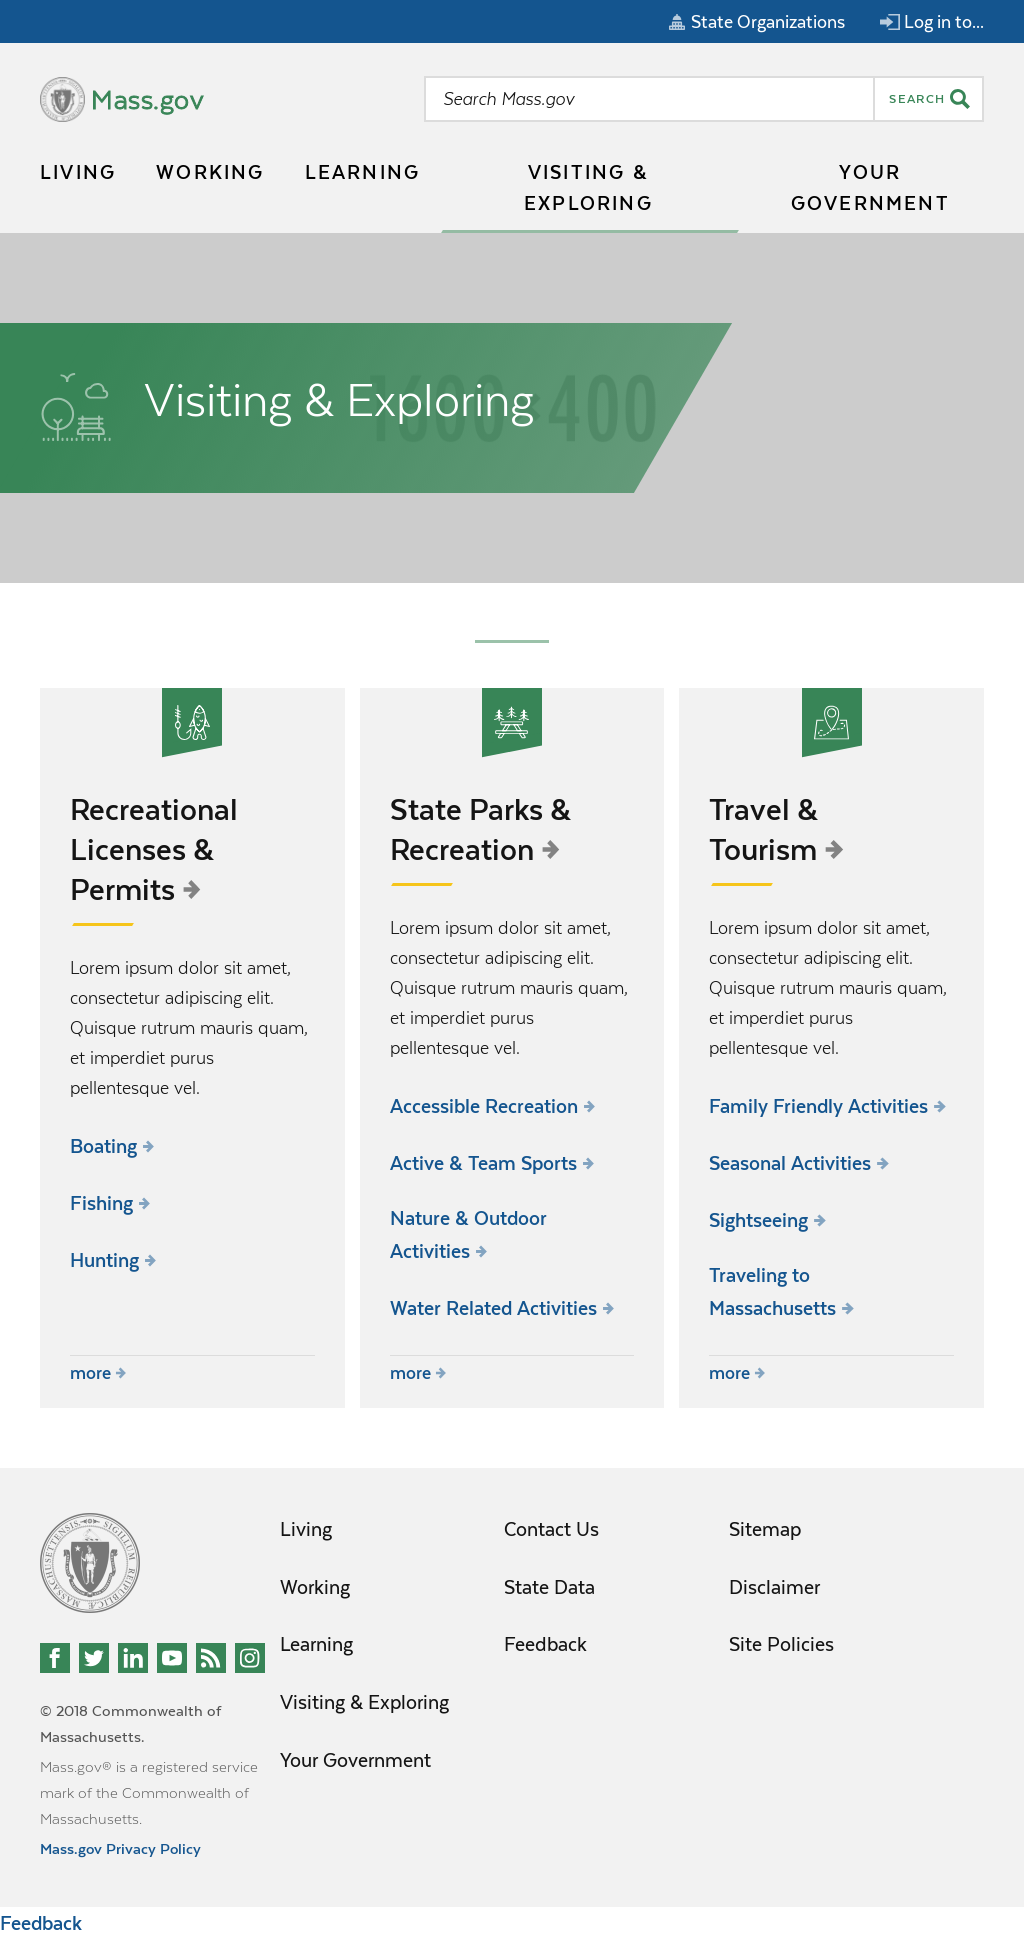 State Organizations
Log in to...
Mass.gov
Search Mass.gov
SEARCH
LIVING
WORKING
LEARNING
VISITING &
EXPLORING
YOUR
GOVERNMENT
Visiting & Exploring
1600×400
Recreational
Licenses &
Permits
Lorem ipsum dolor sit amet,
consectetur adipiscing elit.
Quisque rutrum mauris quam,
et imperdiet purus
pellentesque vel.
Boating
Fishing
Hunting
more
State Parks &
Recreation
Lorem ipsum dolor sit amet,
consectetur adipiscing elit.
Quisque rutrum mauris quam,
et imperdiet purus
pellentesque vel.
Accessible Recreation
Active & Team Sports
Nature & Outdoor
Activities
Water Related Activities
more
Travel &
Tourism
Lorem ipsum dolor sit amet,
consectetur adipiscing elit.
Quisque rutrum mauris quam,
et imperdiet purus
pellentesque vel.
Family Friendly Activities
Seasonal Activities
Sightseeing
Traveling to
Massachusetts
more
© 2018 Commonwealth of
Massachusetts.
Mass.gov® is a registered service
mark of the Commonwealth of
Massachusetts.
Mass.gov Privacy Policy
Living
Working
Learning
Visiting & Exploring
Your Government
Contact Us
State Data
Feedback
Sitemap
Disclaimer
Site Policies
Feedback